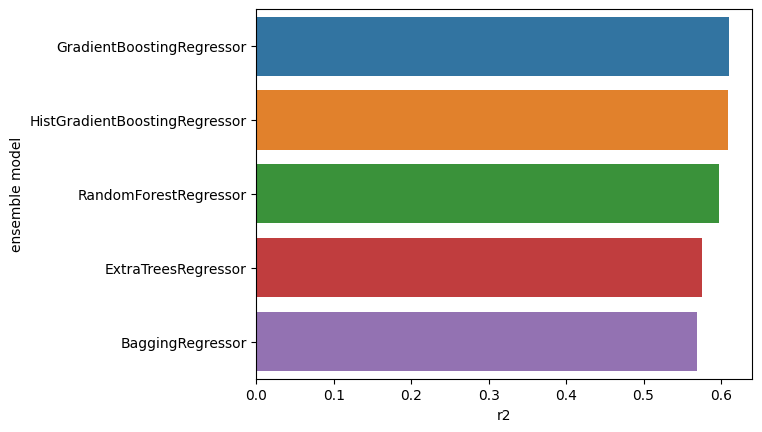 GradientBoostingRegressor
HistGradientBoostingRegressor
RandomForestRegressor
ExtraTreesRegressor
BaggingRegressor
ensemble model
0.0 0.1 0.2 0.3 0.4 0.5 0.6
r2